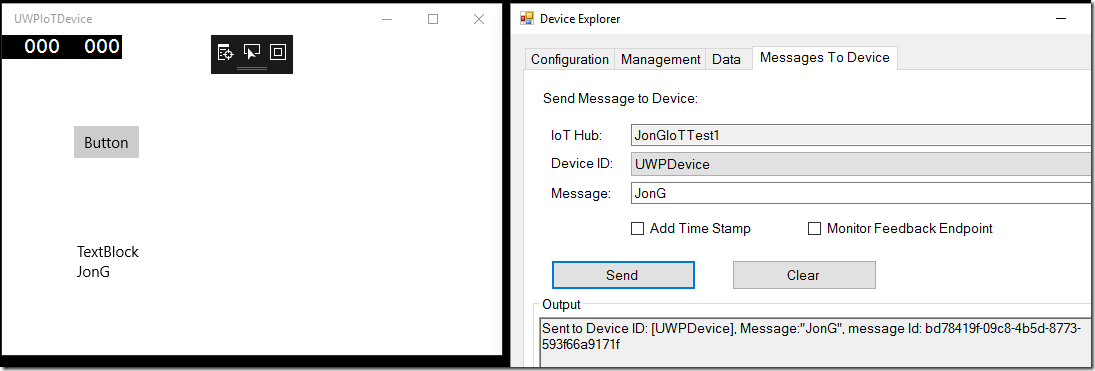 UWPIoTDevice
000 000
Button
TextBlock
JonG
Device Explorer
Configuration Management Data Messages To Device
Send Message to Device:
IoT Hub: JonGIoTTest1
Device ID: UWPDevice
Message: JonG
Add Time Stamp Monitor Feedback Endpoint
Send Clear
Output
Sent to Device ID: [UWPDevice], Message:"JonG", message Id: bd78419f-09c8-4b5d-8773-
593f66a9171f